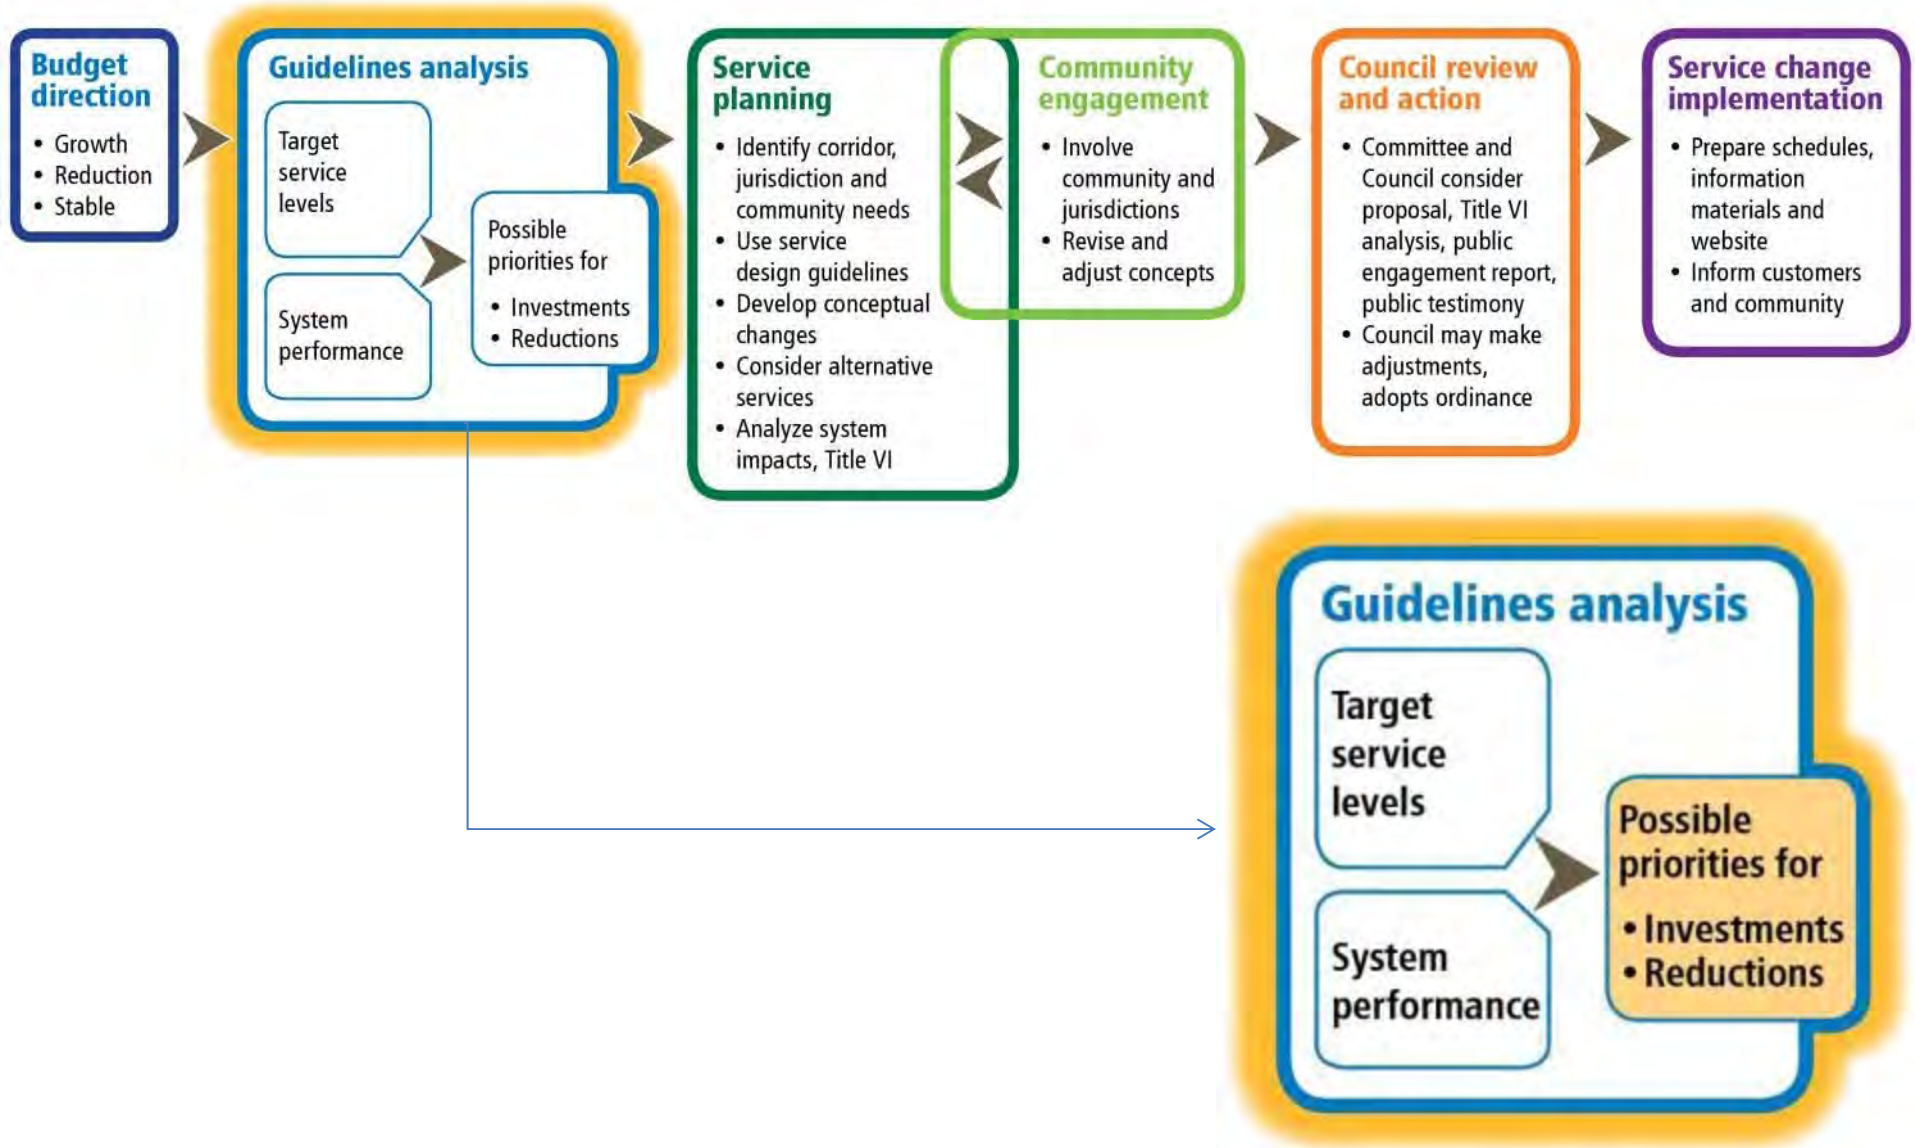 Budget
direction
• Growth
• Reduction
• Stable
Guidelines analysis
Target
service
levels
System
performance
Possible
priorities for
• Investments
• Reductions
Service
planning
• Identify corridor,
jurisdiction and
community needs
• Use service
design guidelines
• Develop conceptual
changes
• Consider alternative
services
• Analyze system
impacts, Title VI
Community
engagement
• Involve
community and
jurisdictions
• Revise and
adjust concepts
Council review
and action
• Committee and
Council consider
proposal, Title VI
analysis, public
engagement report,
public testimony
• Council may make
adjustments,
adopts ordinance
Service change
implementation
• Prepare schedules,
information
materials and
website
• Inform customers
and community
Guidelines analysis
Target
service
levels
System
performance
Possible
priorities for
• Investments
• Reductions